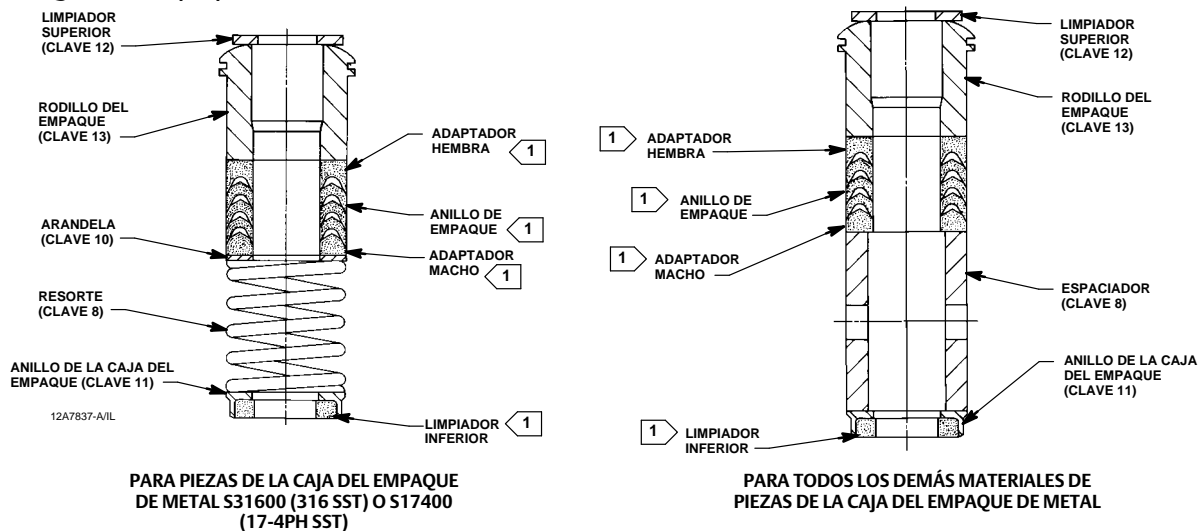 LIMPIADOR
SUPERIOR
(CLAVE 12)
RODILLO DEL
EMPAQUE
(CLAVE 13)
ADAPTADOR
HEMBRA 1
ANILLO DE
EMPAQUE 1
ARANDELA
(CLAVE 10)
ADAPTADOR
MACHO 1
RESORTE
(CLAVE 8)
ANILLO DE LA CAJA DEL
EMPAQUE (CLAVE 11)
12A7837-A/IL
LIMPIADOR
INFERIOR 1
PARA PIEZAS DE LA CAJA DEL EMPAQUE
DE METAL S31600 (316 SST) O S17400
(17-4PH SST)
LIMPIADOR
SUPERIOR
(CLAVE 12)
RODILLO DEL
EMPAQUE
(CLAVE 13)
1 ADAPTADOR
HEMBRA
1 ANILLO DE
EMPAQUE
1 ADAPTADOR
MACHO
ESPACIADOR
(CLAVE 8)
ANILLO DE LA CAJA
DEL EMPAQUE
(CLAVE 11)
1 LIMPIADOR
INFERIOR
PARA TODOS LOS DEMÁS MATERIALES DE
PIEZAS DE LA CAJA DEL EMPAQUE DE METAL